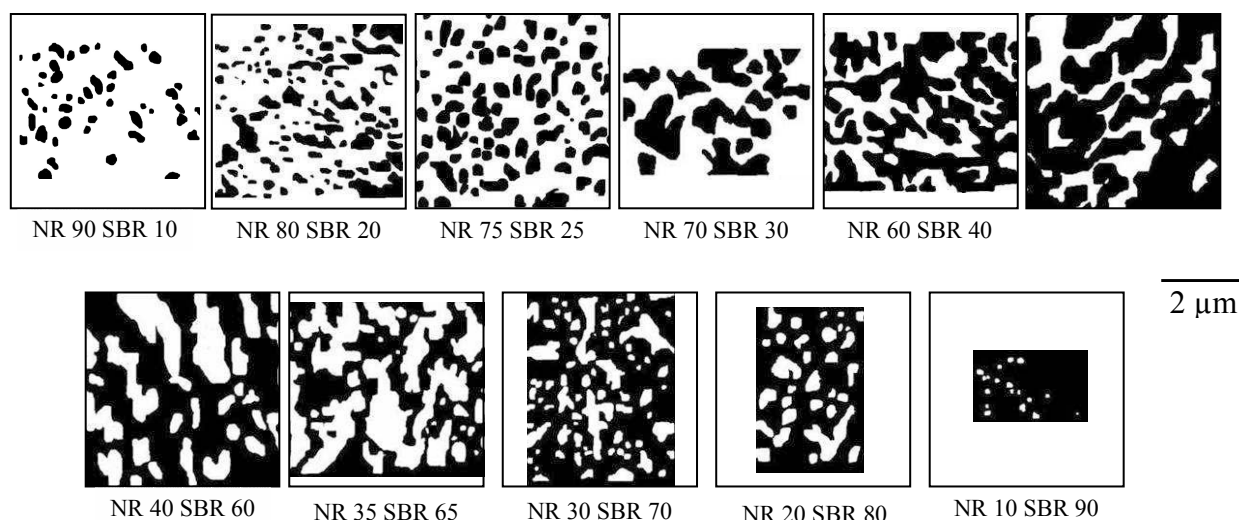 NR 90 SBR 10
NR 80 SBR 20
NR 75 SBR 25
NR 70 SBR 30
NR 60 SBR 40
2 µm
NR 40 SBR 60
NR 35 SBR 65
NR 30 SBR 70
NR 20 SBR 80
NR 10 SBR 90